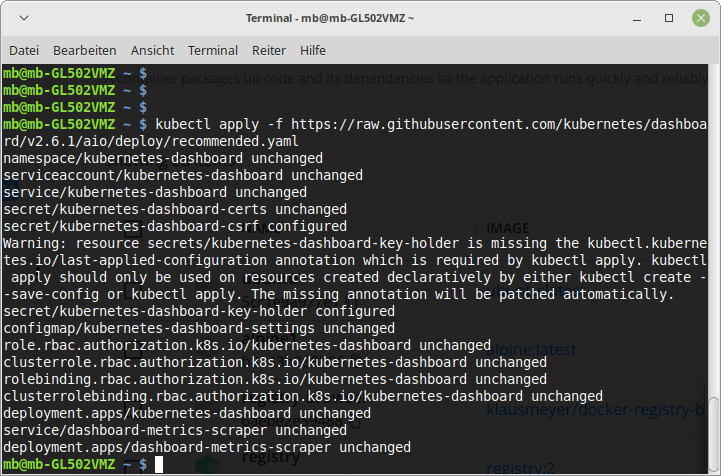 Terminal - mb@mb-GL502VMZ ~
Datei Bearbeiten Ansicht Terminal Reiter Hilfe
mb@mb-GL502VMZ ~ $
mb@mb-GL502VMZ ~ $
mb@mb-GL502VMZ ~ $
mb@mb-GL502VMZ ~ $ kubectl apply -f https://raw.githubusercontent.com/kubernetes/dashboa
rd/v2.6.1/aio/deploy/recommended.yaml
namespace/kubernetes-dashboard unchanged
serviceaccount/kubernetes-dashboard unchanged
service/kubernetes-dashboard unchanged
secret/kubernetes-dashboard-certs unchanged
secret/kubernetes-dashboard-csrf configured
Warning: resource secrets/kubernetes-dashboard-key-holder is missing the kubectl.kuberne
tes.io/last-applied-configuration annotation which is required by kubectl apply. kubectl
 apply should only be used on resources created declaratively by either kubectl create -
-save-config or kubectl apply. The missing annotation will be patched automatically.
secret/kubernetes-dashboard-key-holder configured
configmap/kubernetes-dashboard-settings unchanged
role.rbac.authorization.k8s.io/kubernetes-dashboard unchanged
clusterrole.rbac.authorization.k8s.io/kubernetes-dashboard unchanged
rolebinding.rbac.authorization.k8s.io/kubernetes-dashboard unchanged
clusterrolebinding.rbac.authorization.k8s.io/kubernetes-dashboard unchanged
deployment.apps/kubernetes-dashboard unchanged
service/dashboard-metrics-scraper unchanged
deployment.apps/dashboard-metrics-scraper unchanged
mb@mb-GL502VMZ ~ $
container packages up code and its dependencies so the application runs quickly and reliably
NAME
IMAGE
alpine:latest
klausmeyer/docker-registry-b
registry
registry:2